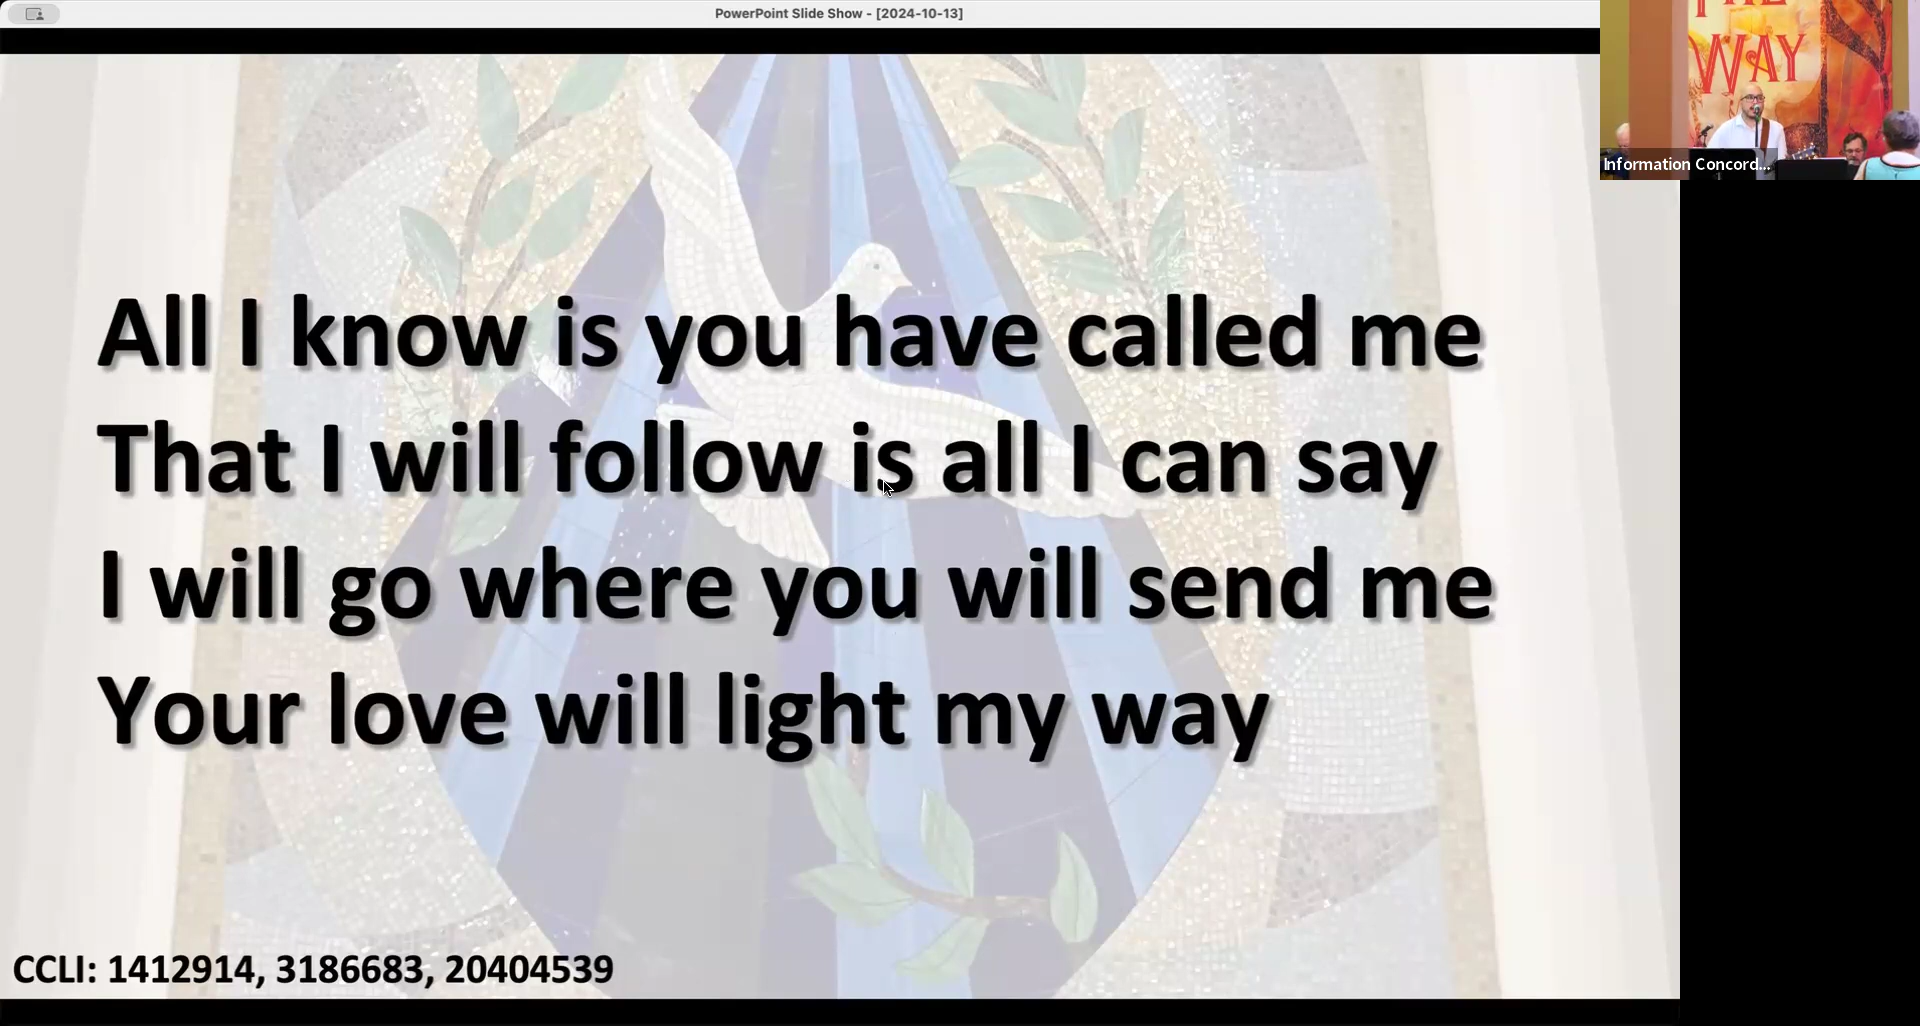 PowerPoint Slide Show - [2024-10-13]
WAY
Information Concord...
All I know is you have called me
That I will follow is all I can say
I will go where you will send me
Your love will light my way
CCLI: 1412914, 3186683, 20404539